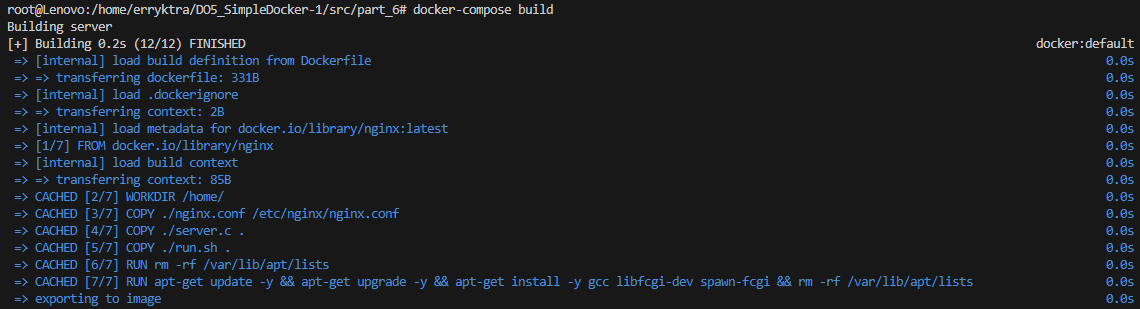 root@Lenovo:/home/erryktra/DO5_SimpleDocker-1/src/part_6# docker-compose build
Building server
[+] Building 0.2s (12/12) FINISHED docker:default
=> [internal] load build definition from Dockerfile 0.0s
=> => transferring dockerfile: 331B 0.0s
=> [internal] load .dockerignore 0.0s
=> => transferring context: 2B 0.0s
=> [internal] load metadata for docker.io/library/nginx:latest 0.0s
=> [1/7] FROM docker.io/library/nginx 0.0s
=> [internal] load build context 0.0s
=> => transferring context: 85B 0.0s
=> CACHED [2/7] WORKDIR /home/ 0.0s
=> CACHED [3/7] COPY ./nginx.conf /etc/nginx/nginx.conf 0.0s
=> CACHED [4/7] COPY ./server.c . 0.0s
=> CACHED [5/7] COPY ./run.sh . 0.0s
=> CACHED [6/7] RUN rm -rf /var/lib/apt/lists 0.0s
=> CACHED [7/7] RUN apt-get update -y && apt-get upgrade -y && apt-get install -y gcc libfcgi-dev spawn-fcgi && rm -rf /var/lib/apt/lists 0.0s
=> exporting to image 0.0s